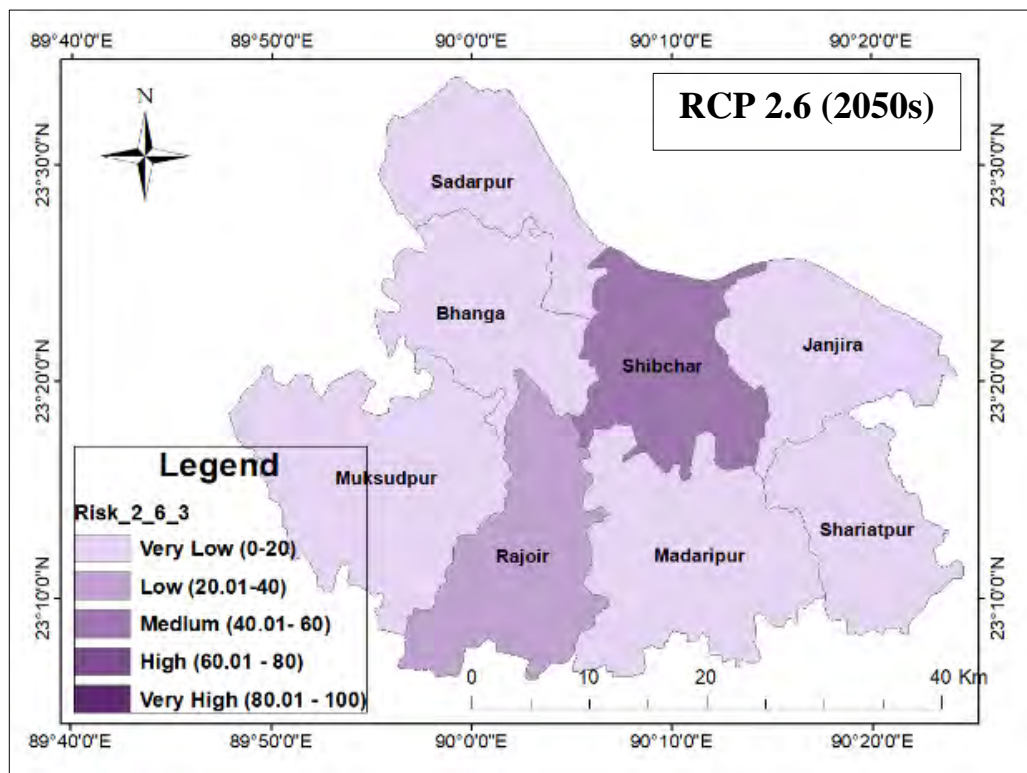 89°40'0"E 89°50'0"E 90°0'0"E 90°10'0"E 90°20'0"E
RCP 2.6 (2050s)
N
23°30'0"N
23°30'0"N
Sadarpur
Bhanga
Shibchar
Janjira
23°20'0"N
23°20'0"N
Muksudpur
Rajoir
Madaripur
Shariatpur
23°10'0"N
23°10'0"N
Legend
Risk_2_6_3
Very Low (0-20)
Low (20.01-40)
Medium (40.01- 60)
High (60.01 - 80)
Very High (80.01 - 100)
0 10 20 40 Km
89°40'0"E 89°50'0"E 90°0'0"E 90°10'0"E 90°20'0"E